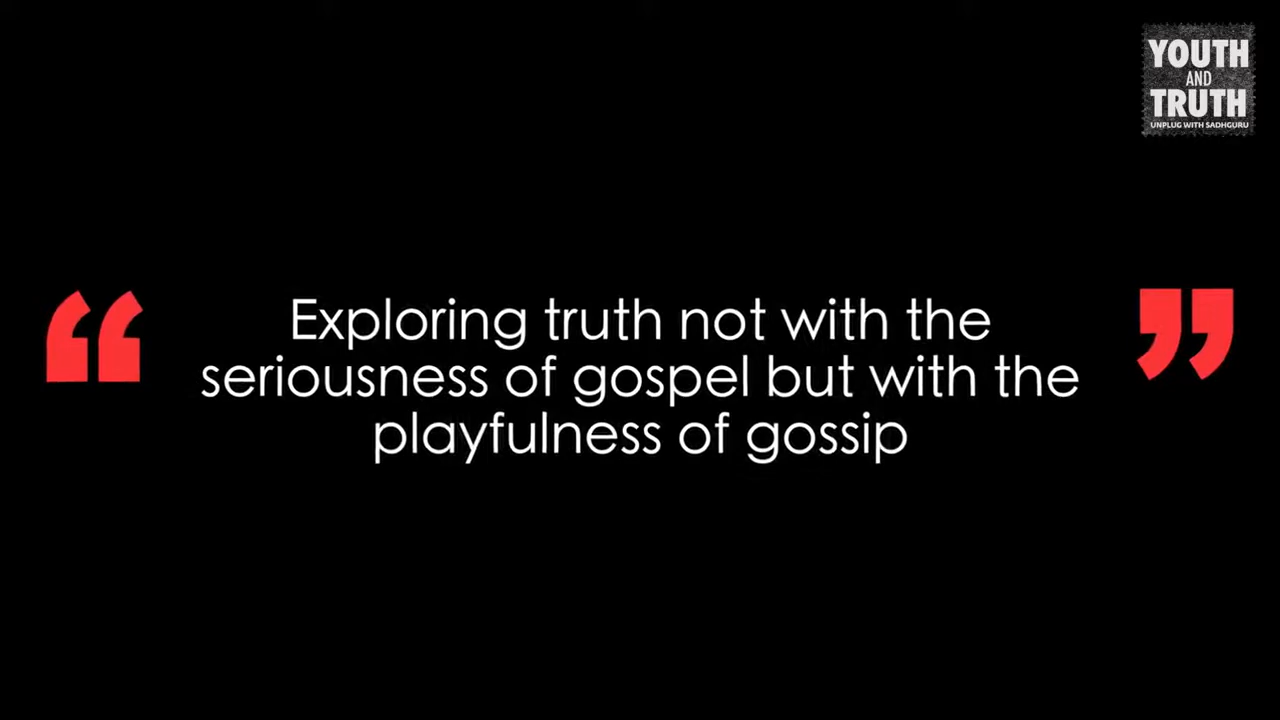 YOUTH
AND
TRUTH
UNPLUG WITH SADHGURU
“ Exploring truth not with the ”
seriousness of gospel but with the
playfulness of gossip